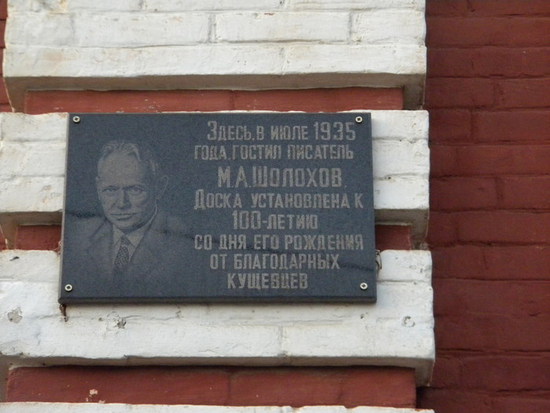 Здесь, в июле 1935
года, гостил писатель
М.А.Шолохов.
Доска установлена к
100-летию
со дня его рождения
от благодарных
кущевцев